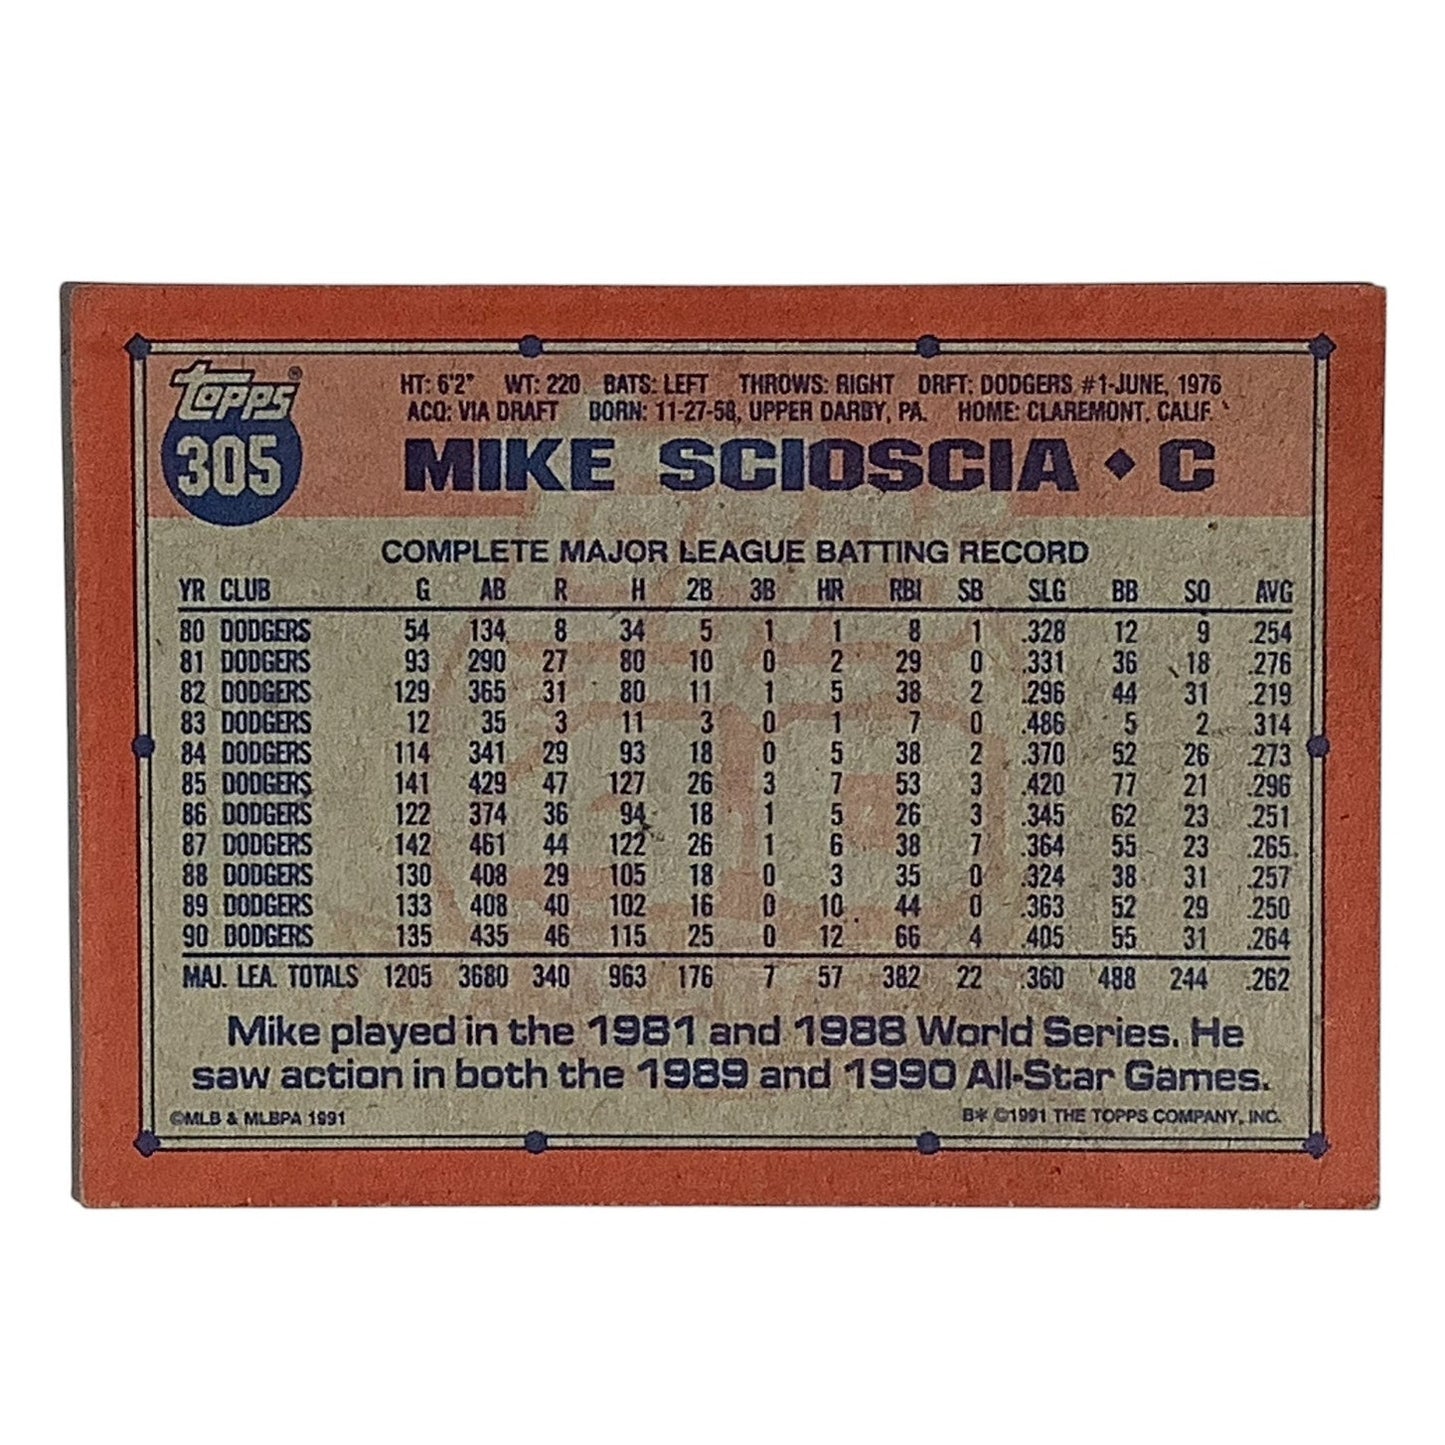 topps®
305
HT: 6'2" WT: 220 BATS: LEFT THROWS: RIGHT DRFT: DODGERS #1-JUNE, 1976
ACQ: VIA DRAFT BORN: 11-27-58, UPPER DARBY, PA. HOME: CLAREMONT, CALIF.
MIKE SCIOSCIA ◆ C
COMPLETE MAJOR LEAGUE BATTING RECORD
YR CLUB G AB R H 2B 3B HR RBI SB SLG BB SO AVG
80 DODGERS 54 134 8 34 5 1 1 8 1 .328 12 9 .254
81 DODGERS 93 290 27 80 10 0 2 29 0 .331 36 18 .276
82 DODGERS 129 365 31 80 11 1 5 38 2 .296 44 31 .219
83 DODGERS 12 35 3 11 3 0 1 7 0 .486 5 2 .314
84 DODGERS 114 341 29 93 18 0 5 38 2 .370 52 26 .273
85 DODGERS 141 429 47 127 26 3 7 53 3 .420 77 21 .296
86 DODGERS 122 374 36 94 18 1 5 26 3 .345 62 23 .251
87 DODGERS 142 461 44 122 26 1 6 38 7 .364 55 23 .265
88 DODGERS 130 408 29 105 18 0 3 35 0 .324 38 31 .257
89 DODGERS 133 408 40 102 16 0 10 44 0 .363 52 29 .250
90 DODGERS 135 435 46 115 25 0 12 66 4 .405 55 31 .264
MAJ. LEA. TOTALS 1205 3680 340 963 176 7 57 382 22 .360 488 244 .262
Mike played in the 1981 and 1988 World Series. He
saw action in both the 1989 and 1990 All-Star Games.
©MLB & MLBPA 1991 B* ©1991 THE TOPPS COMPANY, INC.